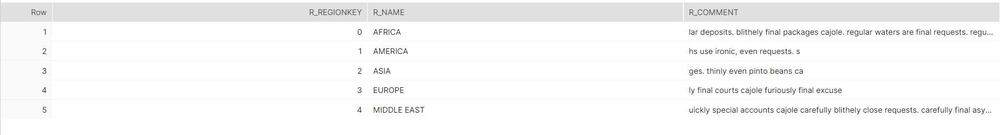 Row R_REGIONKEY R_NAME R_COMMENT
1 0 AFRICA lar deposits. blithely final packages cajole. regular waters are final requests. regu...
2 1 AMERICA hs use ironic, even requests. s
3 2 ASIA ges. thinly even pinto beans ca
4 3 EUROPE ly final courts cajole furiously final excuse
5 4 MIDDLE EAST uickly special accounts cajole carefully blithely close requests. carefully final asy...